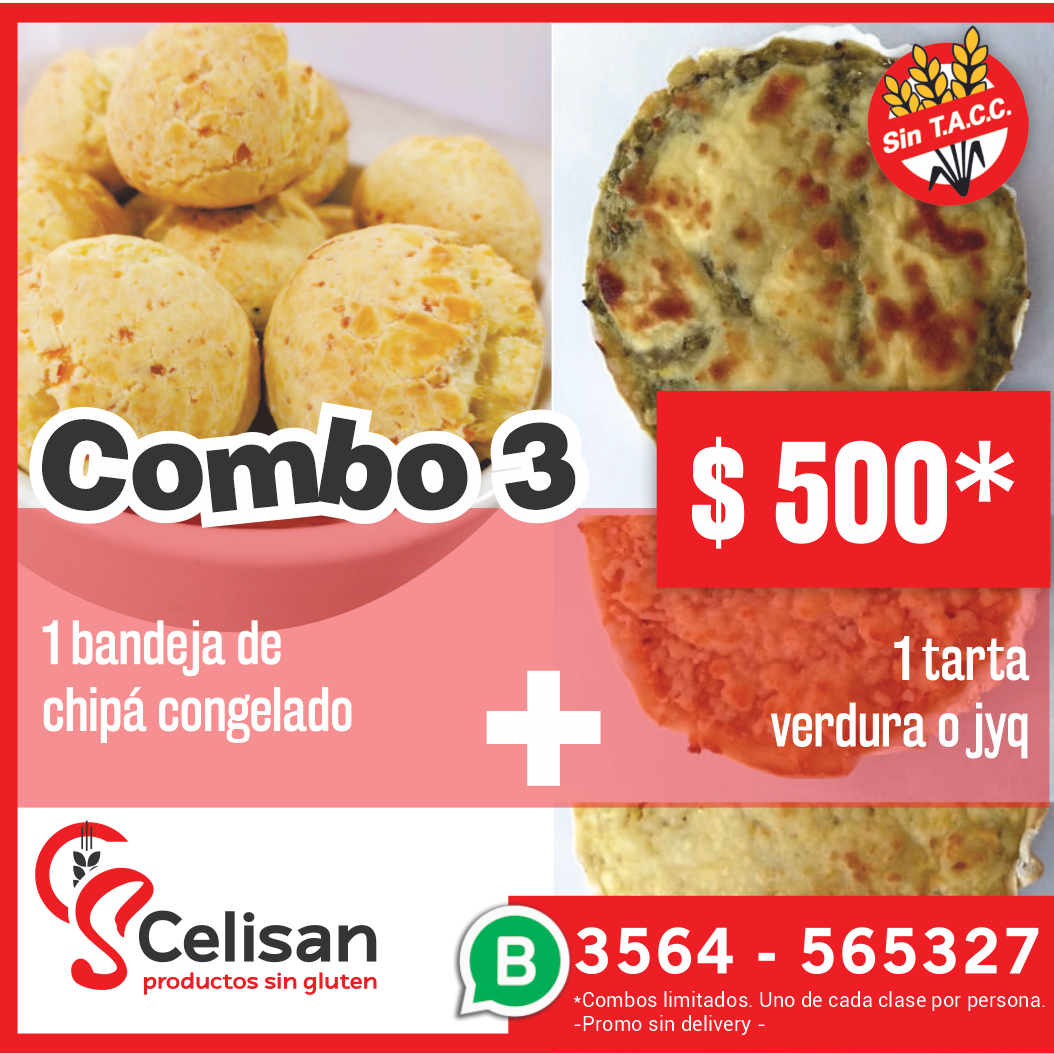 Sin T.A.C.C.
Combo 3
$ 500*
1 bandeja de
chipá congelado
+
1 tarta
verdura o jyq
CS
Celisan
productos sin gluten
B
3564 - 565327
*Combos limitados. Uno de cada clase por persona.
-Promo sin delivery -